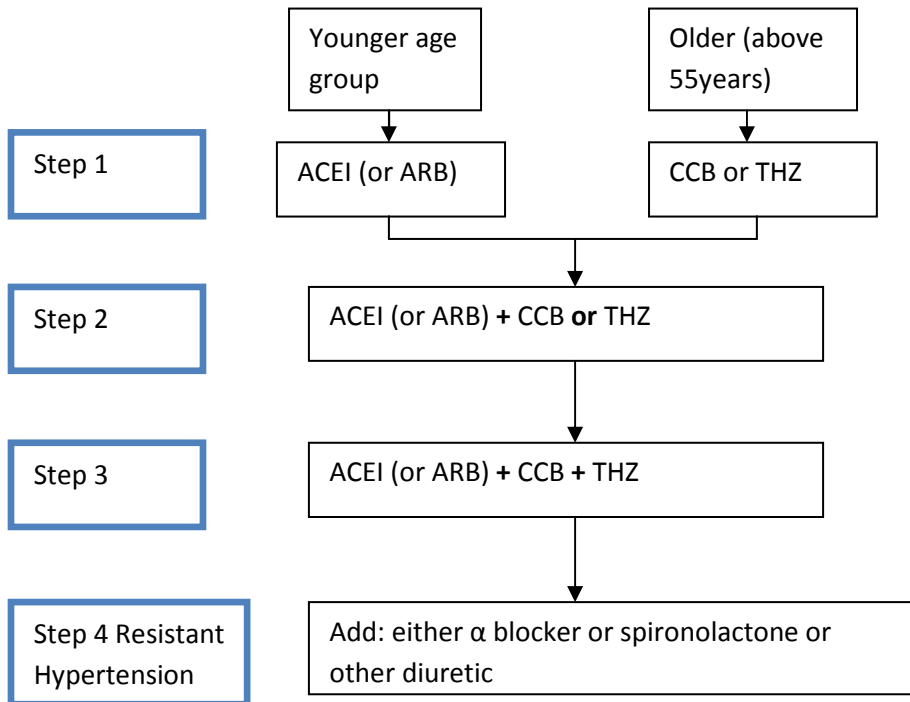 Younger age
group
Older (above
55years)
Step 1
ACEI (or ARB)
CCB or THZ
Step 2
ACEI (or ARB) + CCB or THZ
Step 3
ACEI (or ARB) + CCB + THZ
Step 4 Resistant
Hypertension
Add: either α blocker or spironolactone or
other diuretic